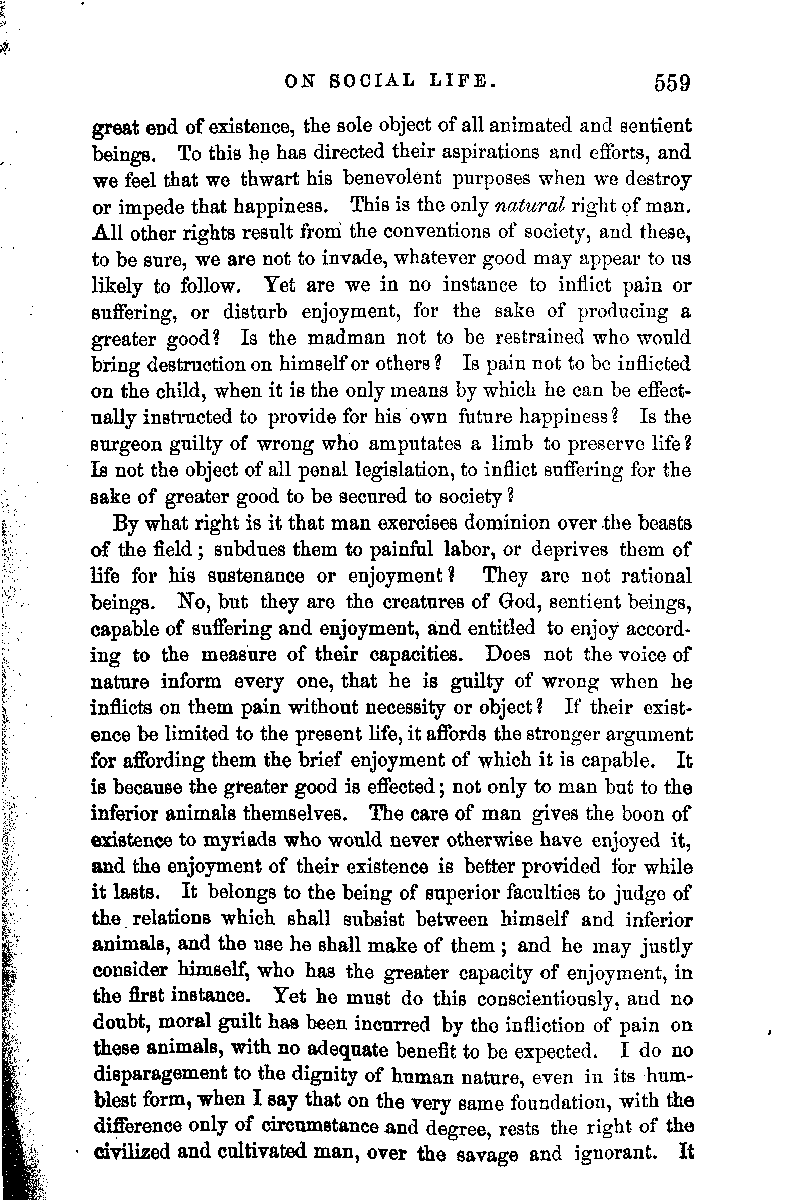 ON SOCIAL LIFE. 559
great end of existence, the sole object of all animated and sentient
beings. To this he has directed their aspirations and efforts, and
we feel that we thwart his benevolent purposes when we destroy
or impede that happiness. This is the only natural right of man.
All other rights result from the conventions of society, and these,
to be sure, we are not to invade, whatever good may appear to us
likely to follow. Yet are we in no instance to inflict pain or
suffering, or disturb enjoyment, for the sake of producing a
greater good? Is the madman not to be restrained who would
bring destruction on himself or others? Is pain not to be inflicted
on the child, when it is the only means by which he can be effect-
ually instructed to provide for his own future happiness? Is the
surgeon guilty of wrong who amputates a limb to preserve life?
Is not the object of all penal legislation, to inflict suffering for the
sake of greater good to be secured to society?
By what right is it that man exercises dominion over the beasts
of the field; subdues them to painful labor, or deprives them of
life for his sustenance or enjoyment? They are not rational
beings. No, but they are the creatures of God, sentient beings,
capable of suffering and enjoyment, and entitled to enjoy accord-
ing to the measure of their capacities. Does not the voice of
nature inform every one, that he is guilty of wrong when he
inflicts on them pain without necessity or object? If their exist-
ence be limited to the present life, it affords the stronger argument
for affording them the brief enjoyment of which it is capable. It
is because the greater good is effected; not only to man but to the
inferior animals themselves. The care of man gives the boon of
existence to myriads who would never otherwise have enjoyed it,
and the enjoyment of their existence is better provided for while
it lasts. It belongs to the being of superior faculties to judge of
the relations which shall subsist between himself and inferior
animals, and the use he shall make of them; and he may justly
consider himself, who has the greater capacity of enjoyment, in
the first instance. Yet he must do this conscientiously, and no
doubt, moral guilt has been incurred by the infliction of pain on
these animals, with no adequate benefit to be expected. I do no
disparagement to the dignity of human nature, even in its hum-
blest form, when I say that on the very same foundation, with the
difference only of circumstance and degree, rests the right of the
civilized and cultivated man, over the savage and ignorant. It